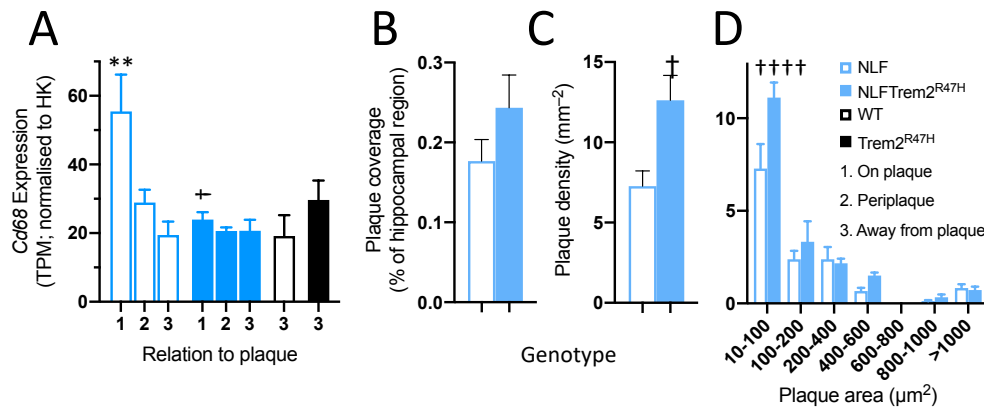 A
**
60
40
20
0
Cd68 Expression
(TPM; normalised to HK)
†
1 2 3 1 2 3 3 3
Relation to plaque
B
0.3
0.2
0.1
0.0
Plaque coverage
(% of hippocampal region)
C
†
15
10
5
0
Plaque density (mm⁻²)
Genotype
D
††††
10
5
0
NLF
NLFTrem2ᴿ⁴⁷ᴴ
WT
Trem2ᴿ⁴⁷ᴴ
1. On plaque
2. Periplaque
3. Away from plaque
10-100
100-200
200-400
400-600
600-800
800-1000
>1000
Plaque area (µm²)